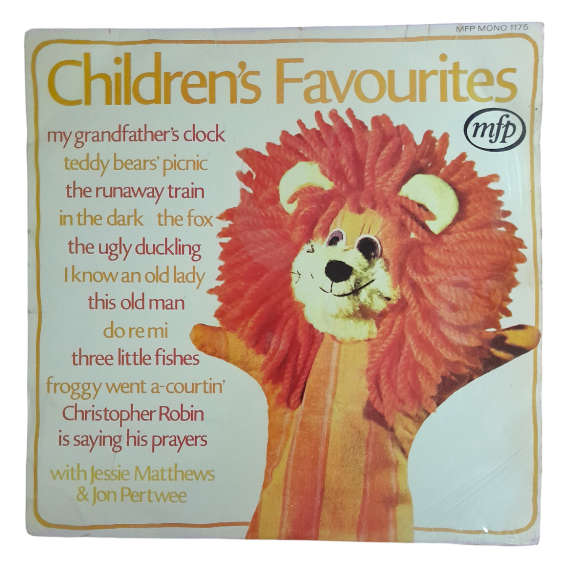 MFP MONO 1175
Children's Favourites
mfp
my grandfather's clock
teddy bears' picnic
the runaway train
in the dark the fox
the ugly duckling
I know an old lady
this old man
do re mi
three little fishes
froggy went a-courtin'
Christopher Robin
is saying his prayers
with Jessie Matthews
& Jon Pertwee